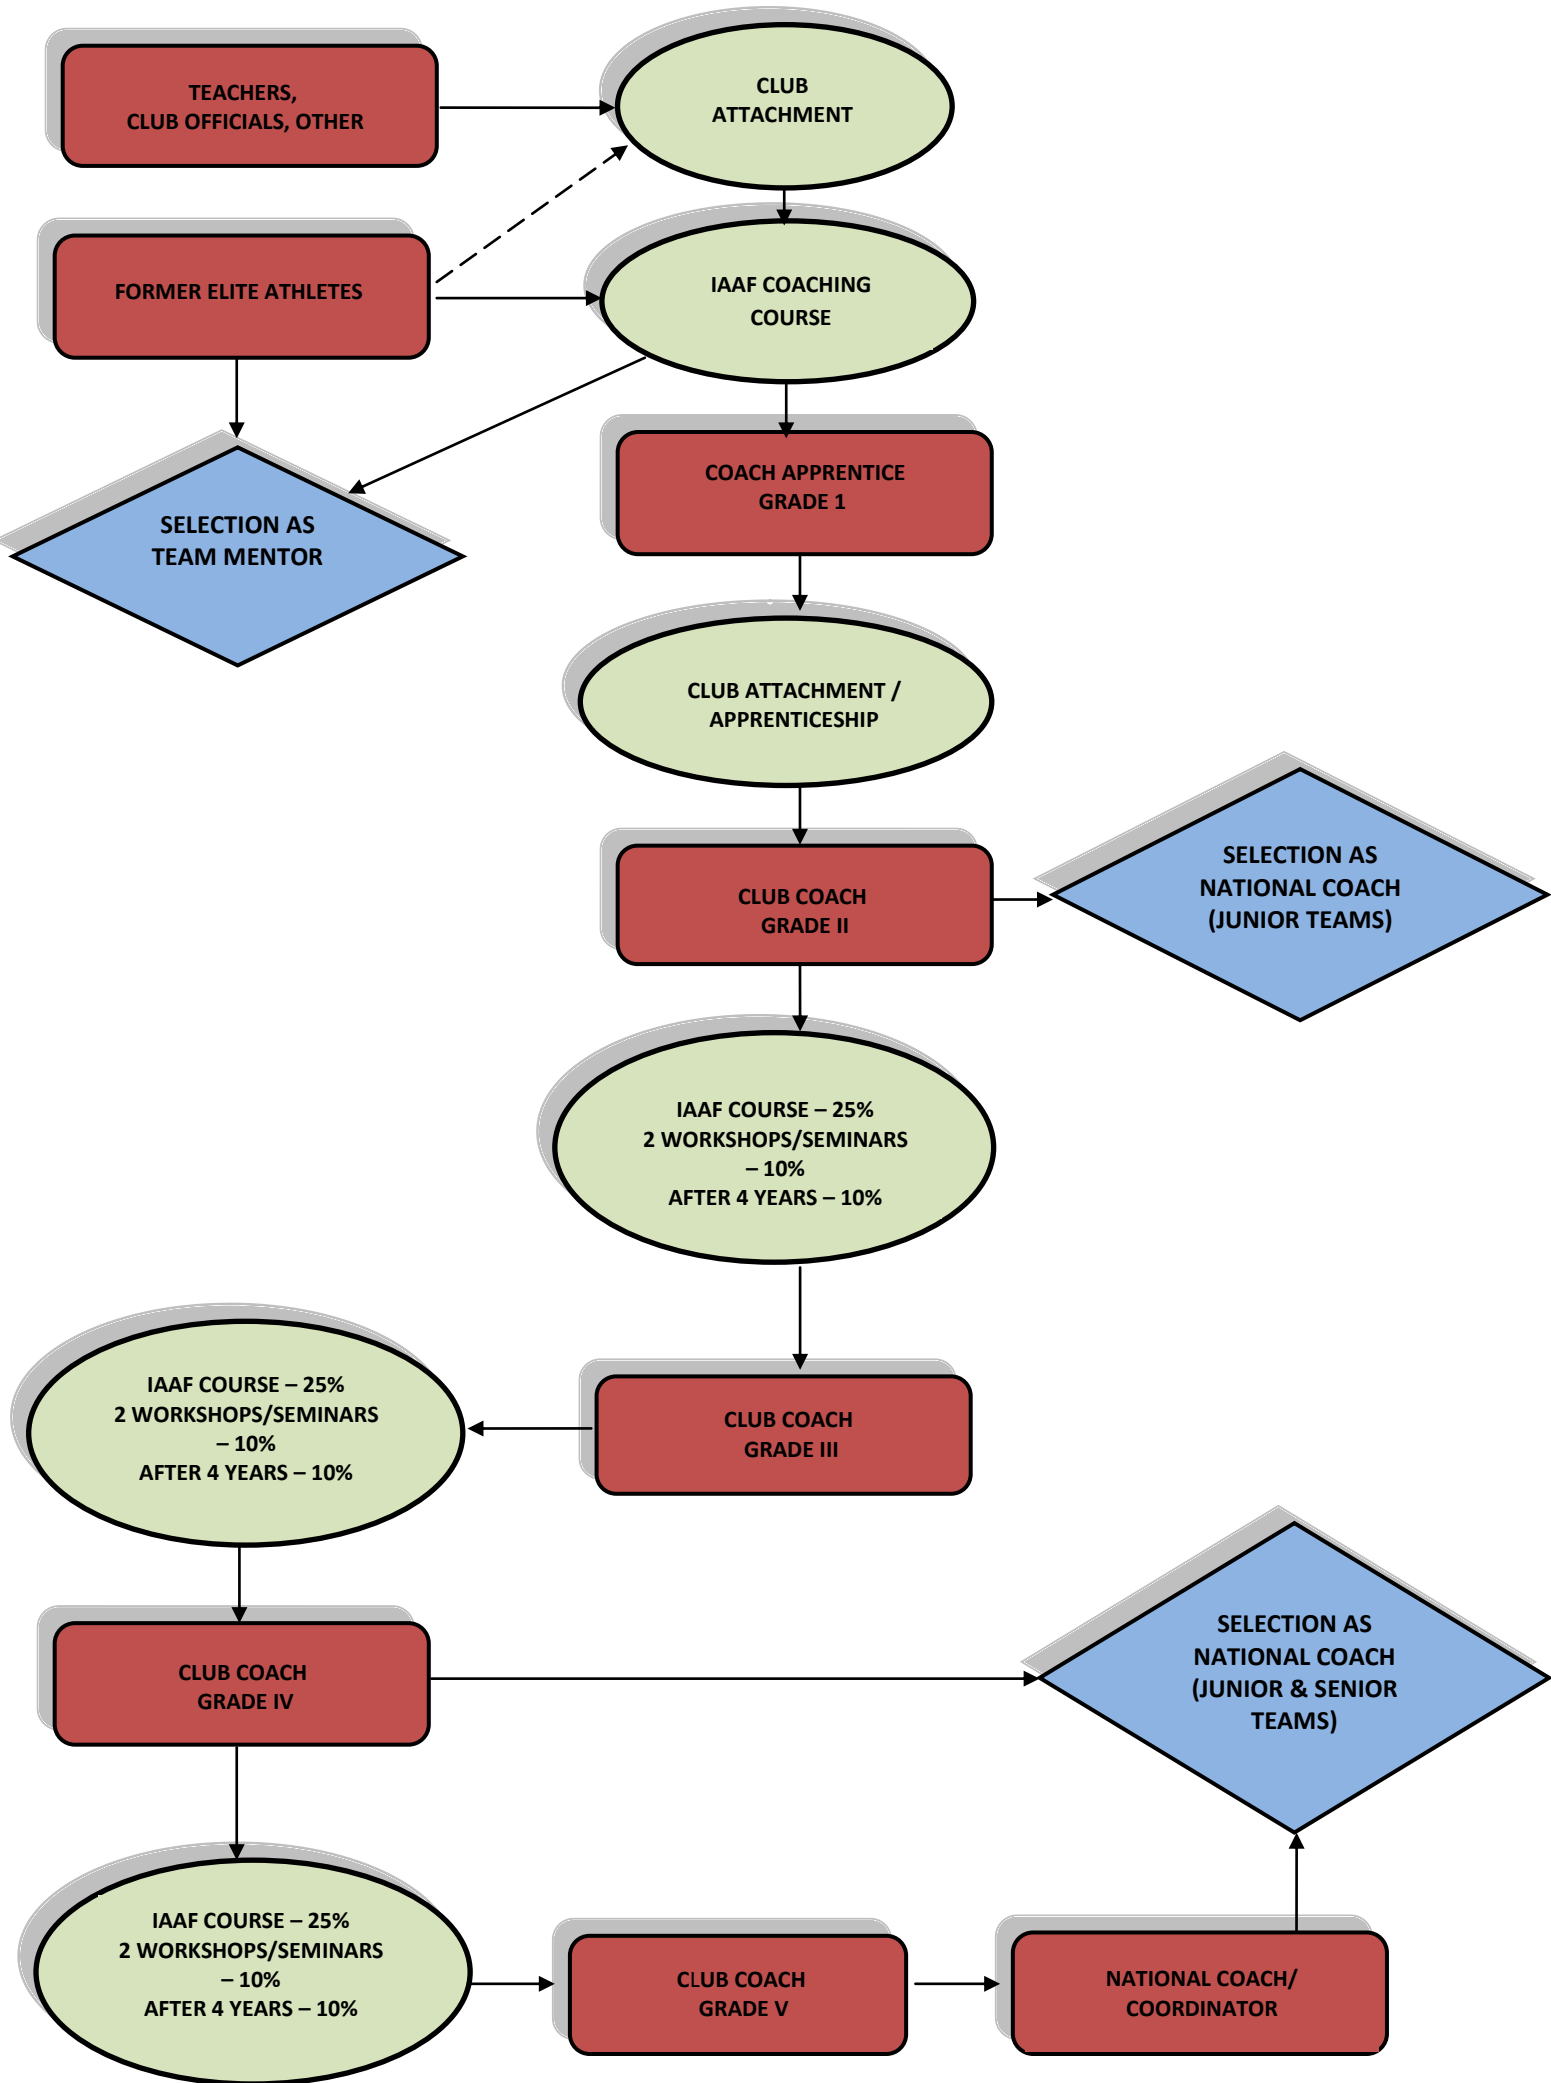 TEACHERS,
CLUB OFFICIALS, OTHER
CLUB
ATTACHMENT
FORMER ELITE ATHLETES
IAAF COACHING
COURSE
SELECTION AS
TEAM MENTOR
COACH APPRENTICE
GRADE 1
CLUB ATTACHMENT /
APPRENTICESHIP
CLUB COACH
GRADE II
SELECTION AS
NATIONAL COACH
(JUNIOR TEAMS)
IAAF COURSE – 25%
2 WORKSHOPS/SEMINARS
– 10%
AFTER 4 YEARS – 10%
CLUB COACH
GRADE III
IAAF COURSE – 25%
2 WORKSHOPS/SEMINARS
– 10%
AFTER 4 YEARS – 10%
CLUB COACH
GRADE IV
SELECTION AS
NATIONAL COACH
(JUNIOR & SENIOR
TEAMS)
IAAF COURSE – 25%
2 WORKSHOPS/SEMINARS
– 10%
AFTER 4 YEARS – 10%
CLUB COACH
GRADE V
NATIONAL COACH/
COORDINATOR